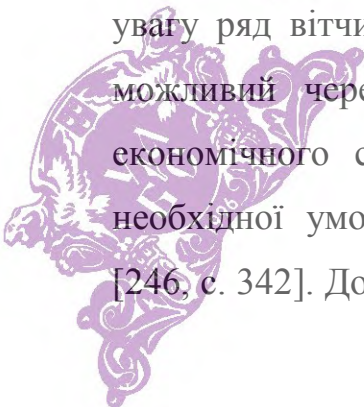 увагу ряд вітчи
можливий чере
економічного с
необхідної умо
[246, с. 342]. До